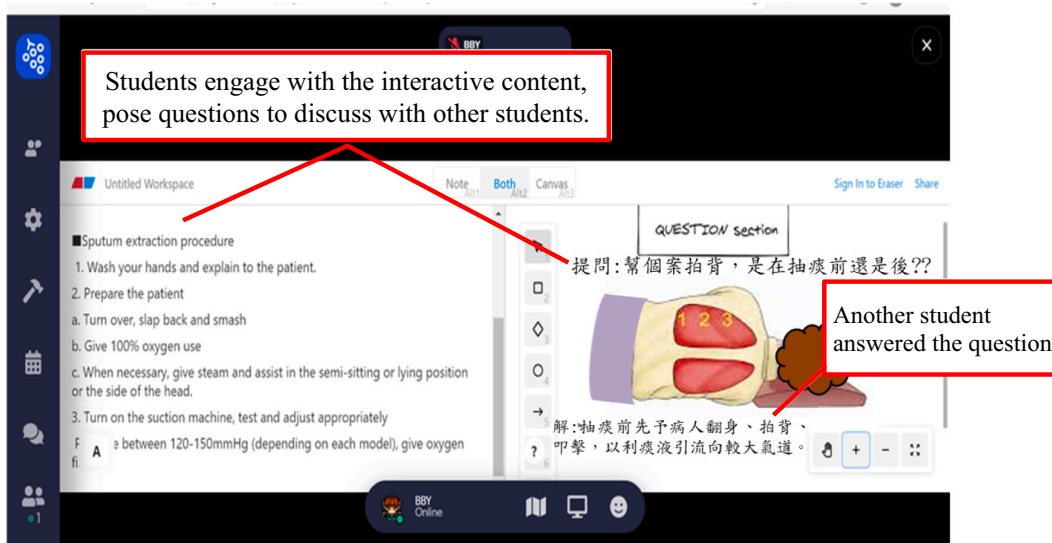 BBY
X
Students engage with the interactive content,
pose questions to discuss with other students.
Untitled Workspace
Note
Alt1
Both
Alt2
Canvas
Alt3
Sign In to Eraser
Share
■Sputum extraction procedure
1. Wash your hands and explain to the patient.
2. Prepare the patient
a. Turn over, slap back and smash
b. Give 100% oxygen use
c. When necessary, give steam and assist in the semi-sitting or lying position
or the side of the head.
3. Turn on the suction machine, test and adjust appropriately
between 120-150mmHg (depending on each model), give oxygen
A
2
3
4
5
6
?
QUESTION section
提問:幫個案拍背，是在抽痰前還是後??
1 2 3
Another student
answered the question
解:抽痰前先予病人翻身、拍背、
叩擊，以利痰液引流向較大氣道。
+ −
BBY
Online
1